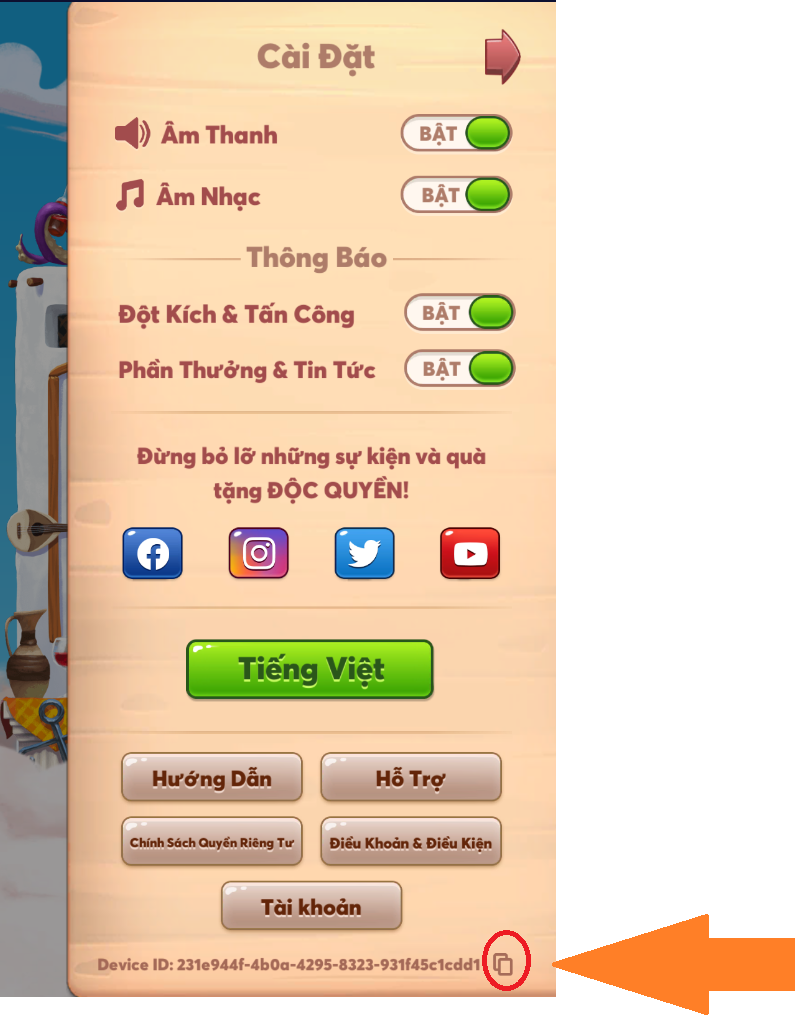 Cài Đặt
Âm Thanh BẬT
Âm Nhạc BẬT
Thông Báo
Đột Kích & Tấn Công BẬT
Phần Thưởng & Tin Tức BẬT
Đừng bỏ lỡ những sự kiện và quà
tặng ĐỘC QUYỀN!
Tiếng Việt
Hướng Dẫn Hỗ Trợ
Chính Sách Quyền Riêng Tư Điều Khoản & Điều Kiện
Tài khoản
Device ID: 231e944f-4b0a-4295-8323-931f45c1cdd1